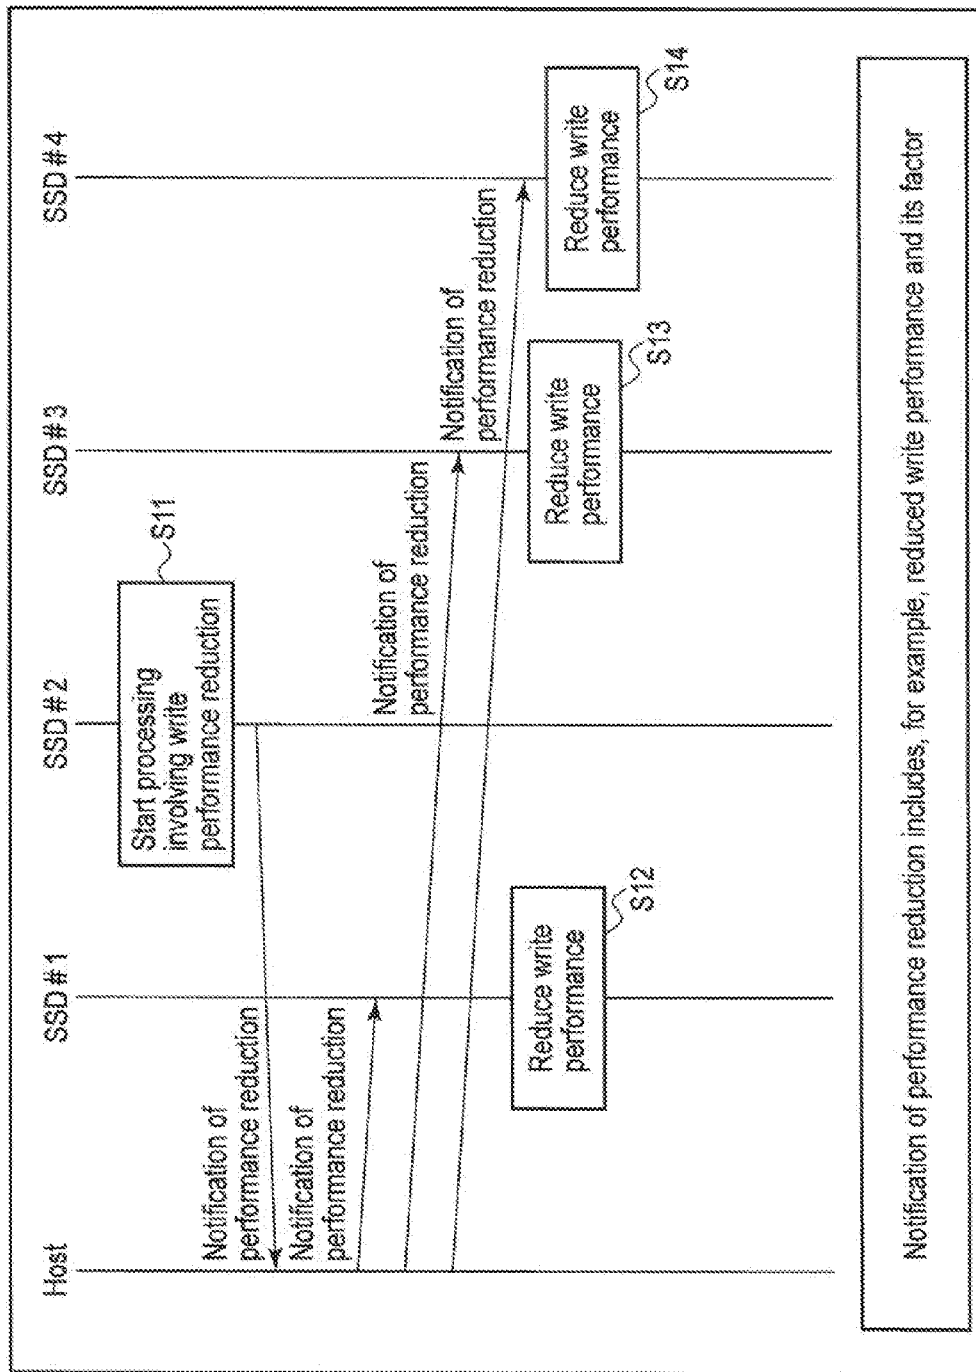 Host
SSD#1
SSD#2
SSD#3
SSD#4
Start processing
involving write
performance reduction
S11
Notification of
performance reduction
Notification of
performance reduction
Notification of
performance reduction
Notification of
performance reduction
Reduce write
performance
S12
Reduce write
performance
S13
Reduce write
performance
S14
Notification of performance reduction includes, for example, reduced write performance and its factor